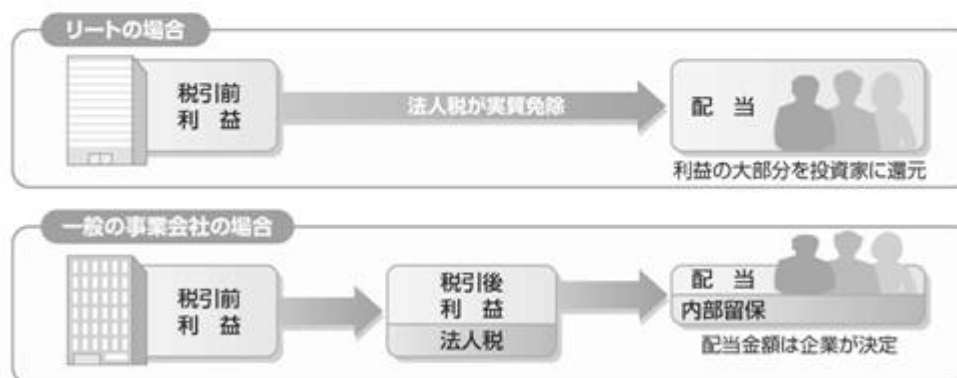 リートの場合
税引前
利 益
法人税が実質免除
配 当
利益の大部分を投資家に還元
一般の事業会社の場合
税引前
利 益
税引後
利 益
法人税
配 当
内部留保
配当金額は企業が決定